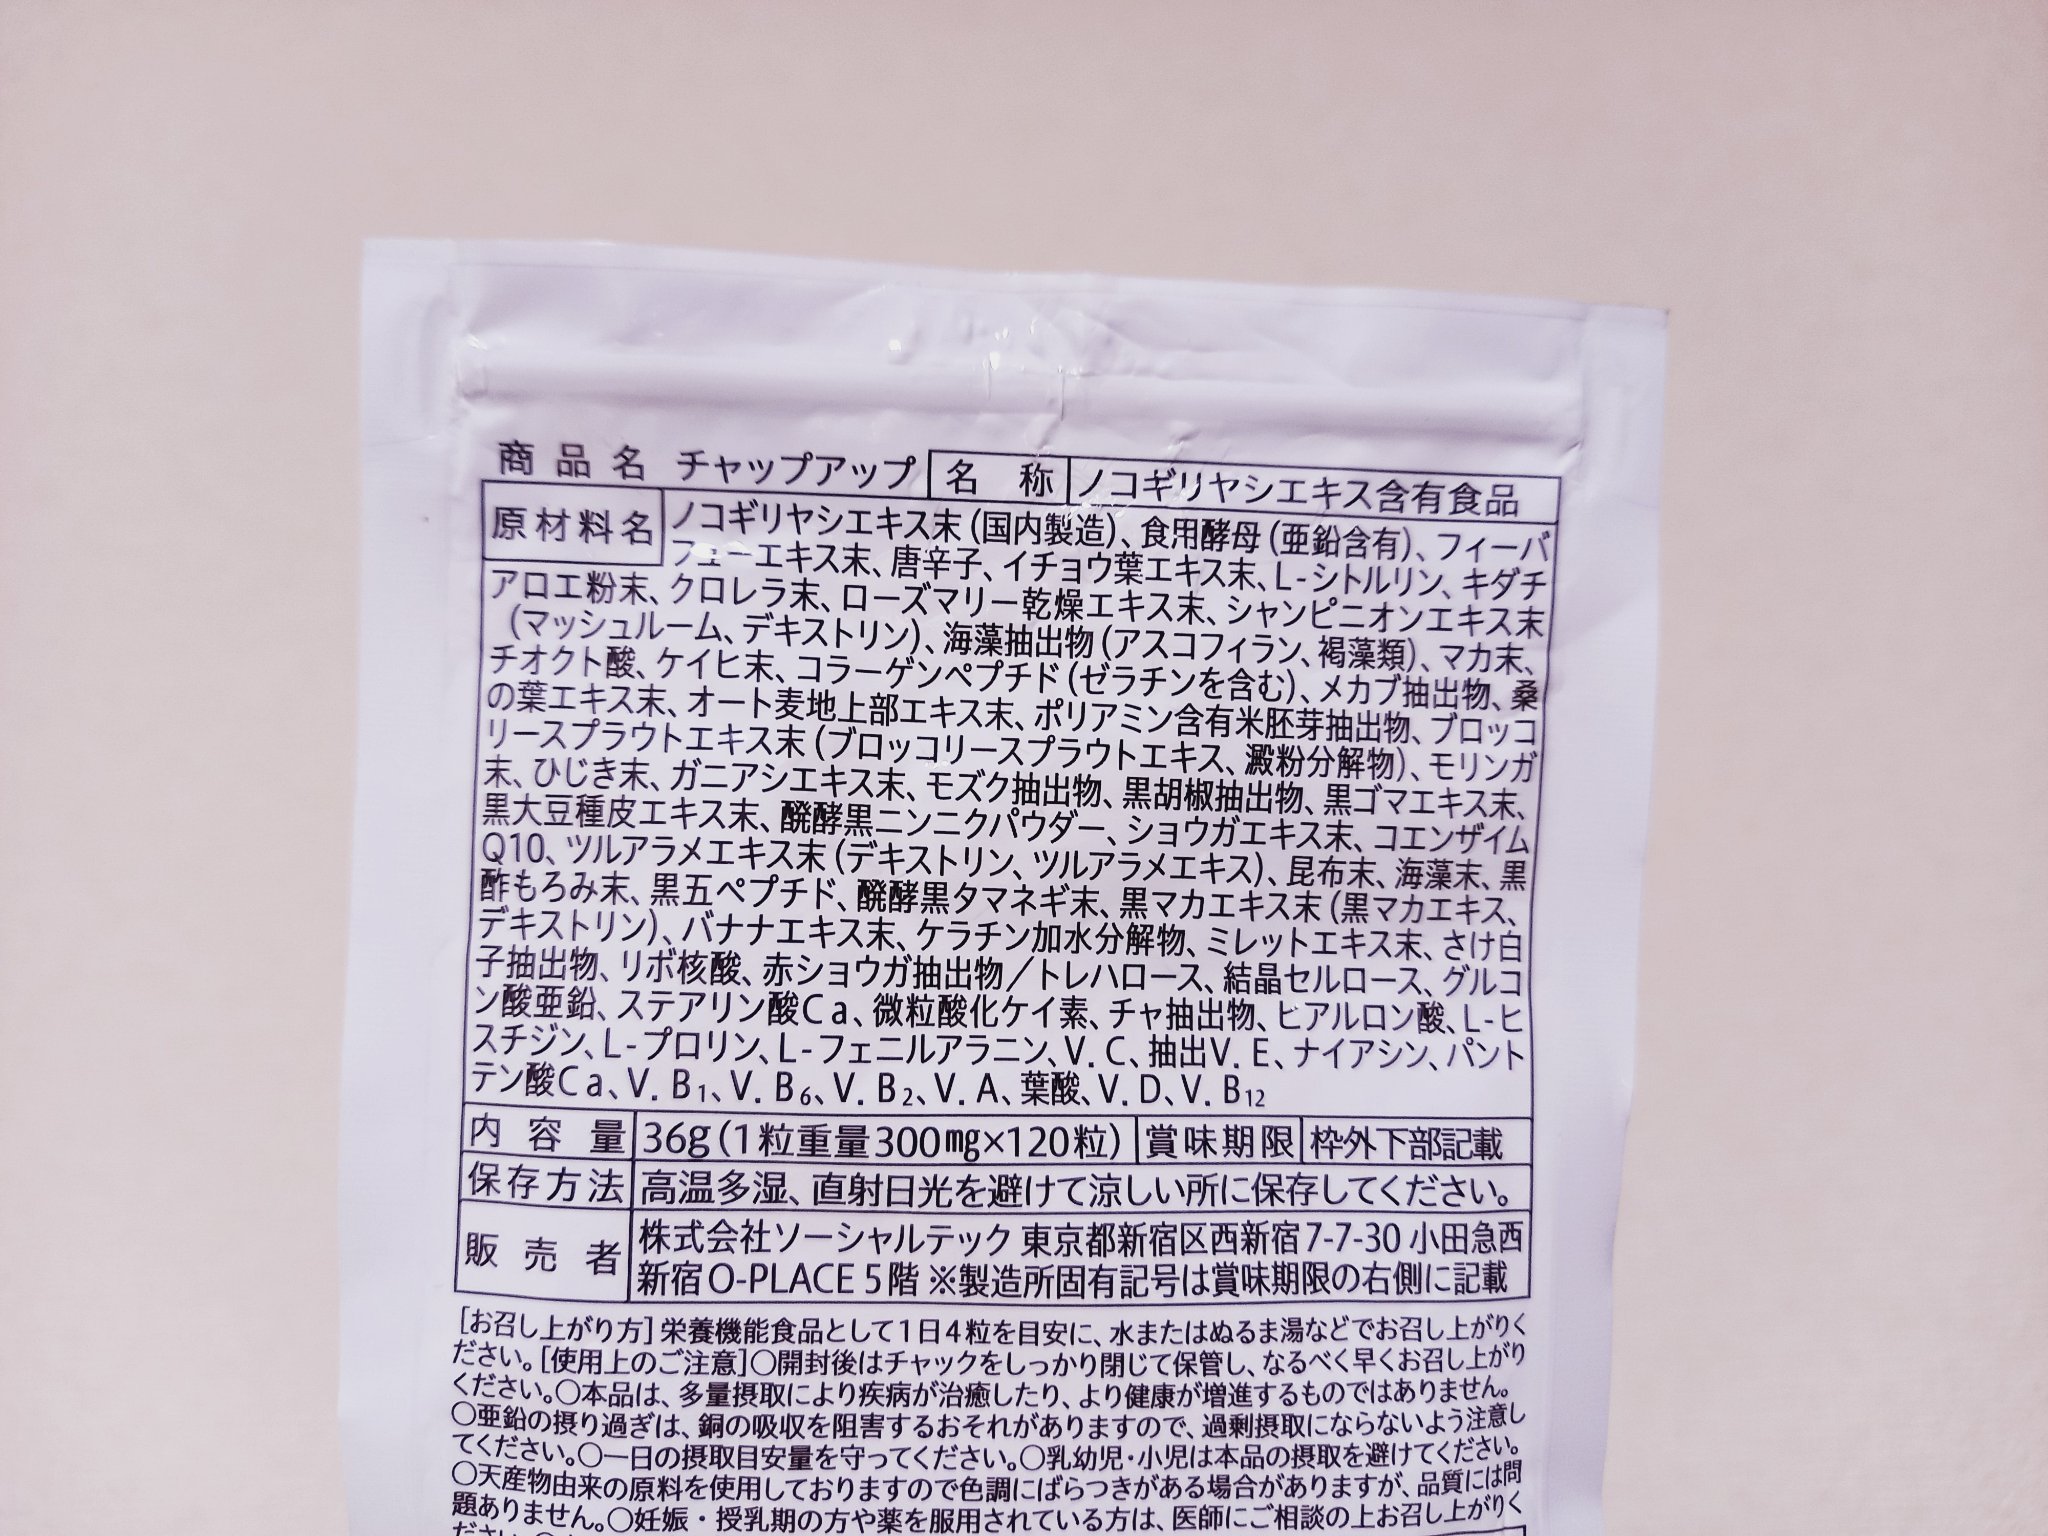 商品名 チャップアップ 名称 ノコギリヤシエキス含有食品
原材料名 ノコギリヤシエキス末(国内製造)、食用酵母(亜鉛含有)、フィーバ
フューエキス末、唐辛子、イチョウ葉エキス末、L-シトルリン、キダチ
アロエ粉末、クロレラ末、ローズマリー乾燥エキス末、シャンピニオンエキス末
(マッシュルーム、デキストリン)、海藻抽出物(アスコフィラン、褐藻類)、マカ末、
チオクト酸、ケイヒ末、コラーゲンペプチド(ゼラチンを含む)、メカブ抽出物、桑
の葉エキス末、オート麦地上部エキス末、ポリアミン含有米胚芽抽出物、ブロッコ
リースプラウトエキス末(ブロッコリースプラウトエキス、澱粉分解物)、モリンガ
末、ひじき末、ガニアシエキス末、モズク抽出物、黒胡椒抽出物、黒ゴマエキス末、
黒大豆種皮エキス末、醗酵黒ニンニクパウダー、ショウガエキス末、コエンザイム
Q10、ツルアラメエキス末(デキストリン、ツルアラメエキス)、昆布末、海藻末、黒
酢もろみ末、黒五ペプチド、醗酵黒タマネギ末、黒マカエキス末(黒マカエキス、
デキストリン)、バナナエキス末、ケラチン加水分解物、ミレットエキス末、さけ白
子抽出物、リボ核酸、赤ショウガ抽出物／トレハロース、結晶セルロース、グルコ
ン酸亜鉛、ステアリン酸Ca、微粒酸化ケイ素、チャ抽出物、ヒアルロン酸、L-ヒ
スチジン、L-プロリン、L-フェニルアラニン、V.C、抽出V.E、ナイアシン、パント
テン酸Ca、V.B₁、V.B₆、V.B₂、V.A、葉酸、V.D、V.B₁₂
内容量 36g(1粒重量300㎎×120粒) 賞味期限 枠外下部記載
保存方法 高温多湿、直射日光を避けて涼しい所に保存してください。
販売者 株式会社ソーシャルテック 東京都新宿区西新宿7-7-30 小田急西
新宿O-PLACE 5階 ※製造所固有記号は賞味期限の右側に記載
[お召し上がり方]栄養機能食品として1日4粒を目安に、水またはぬるま湯などでお召し上がりく
ださい。[使用上のご注意]○開封後はチャックをしっかり閉じて保管し、なるべく早くお召し上がり
ください。○本品は、多量摂取により疾病が治癒したり、より健康が増進するものではありません。
○亜鉛の摂り過ぎは、銅の吸収を阻害するおそれがありますので、過剰摂取にならないよう注意し
てください。○一日の摂取目安量を守ってください。○乳幼児・小児は本品の摂取を避けてください。
○天産物由来の原料を使用しておりますので色調にばらつきがある場合がありますが、品質には問
題ありません。○妊娠・授乳期の方や薬を服用されている方は、医師にご相談の上お召し上がりく